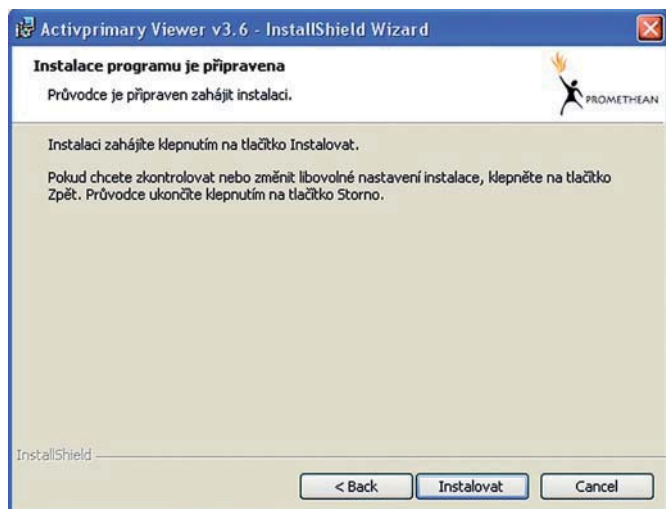 Activprimary Viewer v3.6 - InstallShield Wizard
Instalace programu je připravena
Průvodce je připraven zahájit instalaci.
PROMETHEAN
Instalaci zahájíte klepnutím na tlačítko Instalovat.
Pokud chcete zkontrolovat nebo změnit libovolné nastavení instalace, klepněte na tlačítko
Zpět. Průvodce ukončíte klepnutím na tlačítko Storno.
InstallShield
< Back
Instalovat
Cancel